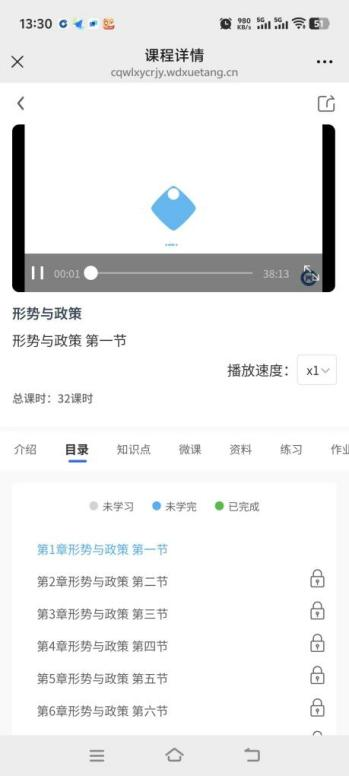 13:30
980 KB/s 5G 5G 51
课程详情
cqwlxycrjy.wdxuetang.cn
00:01 38:13
形势与政策
形势与政策 第一节
播放速度： x1
总课时：32课时
介绍 目录 知识点 微课 资料 练习 作业
未学习 未学完 已完成
第1章形势与政策 第一节
第2章形势与政策 第二节
第3章形势与政策 第三节
第4章形势与政策 第四节
第5章形势与政策 第五节
第6章形势与政策 第六节